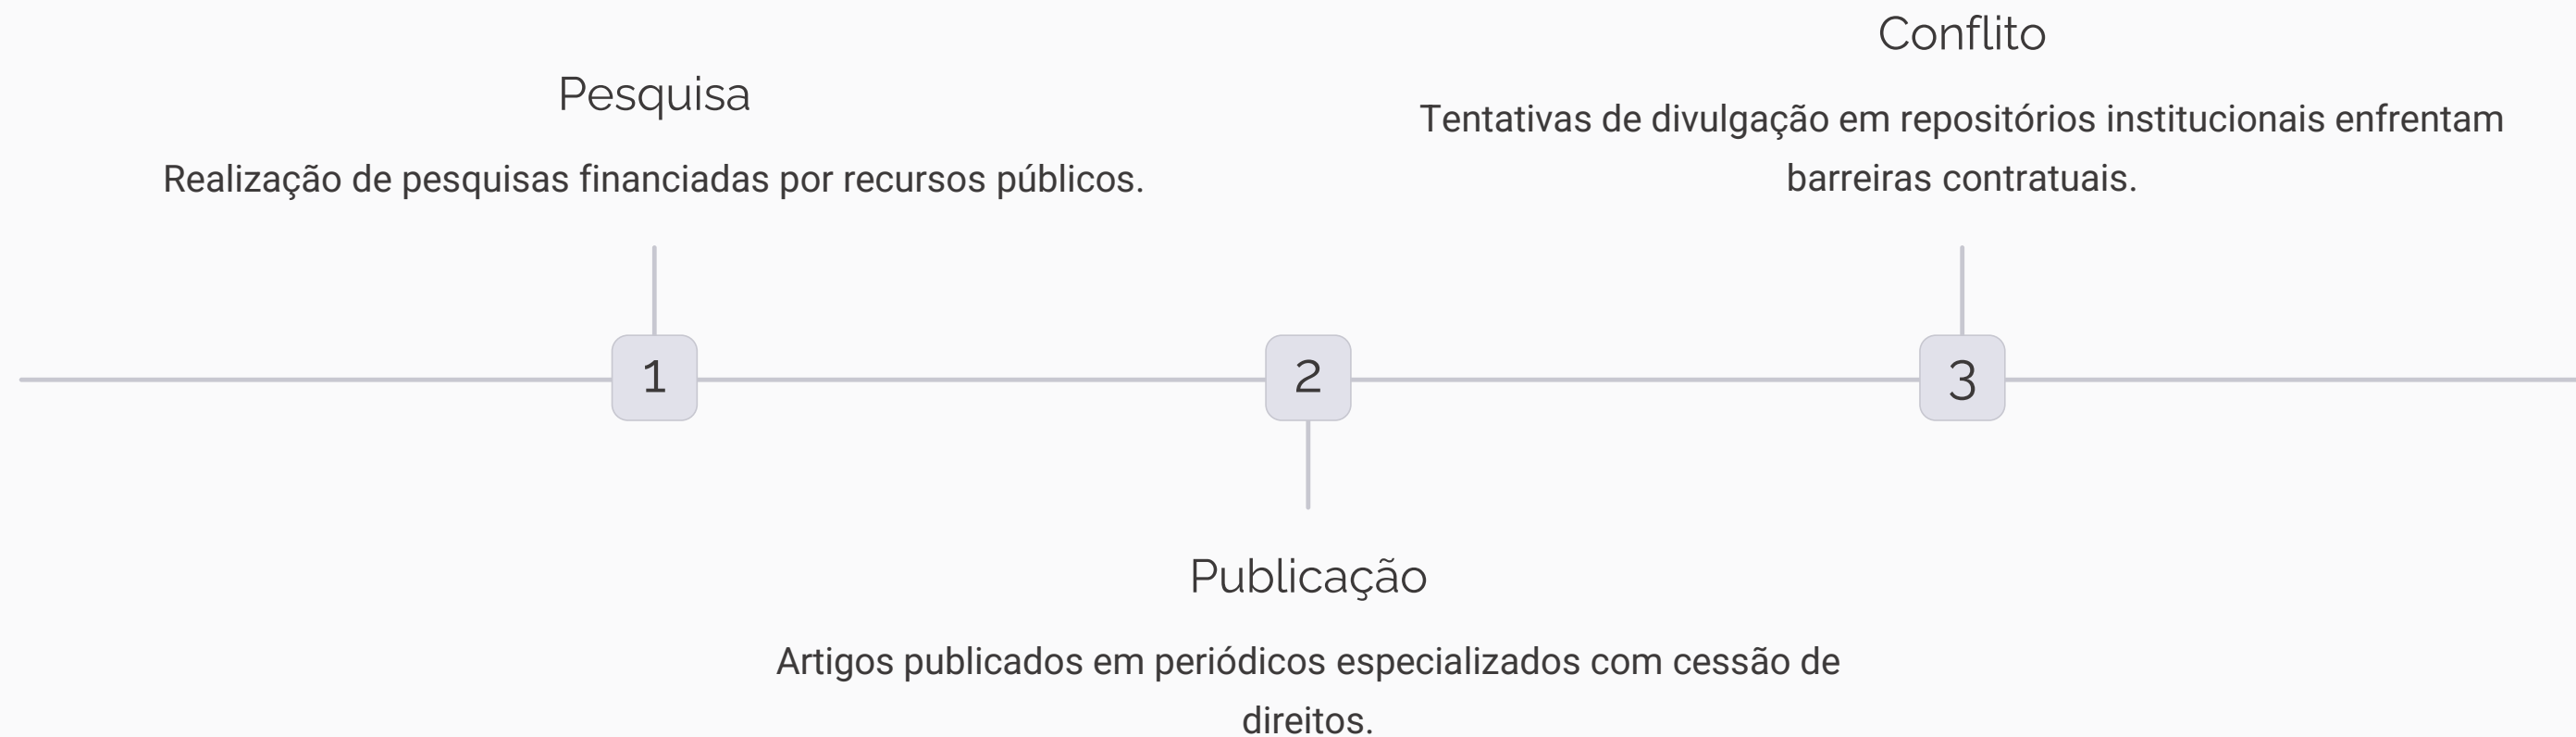 Pesquisa
Realização de pesquisas financiadas por recursos públicos.
1
2
Publicação
Artigos publicados em periódicos especializados com cessão de
direitos.
Conflito
Tentativas de divulgação em repositórios institucionais enfrentam
barreiras contratuais.
3